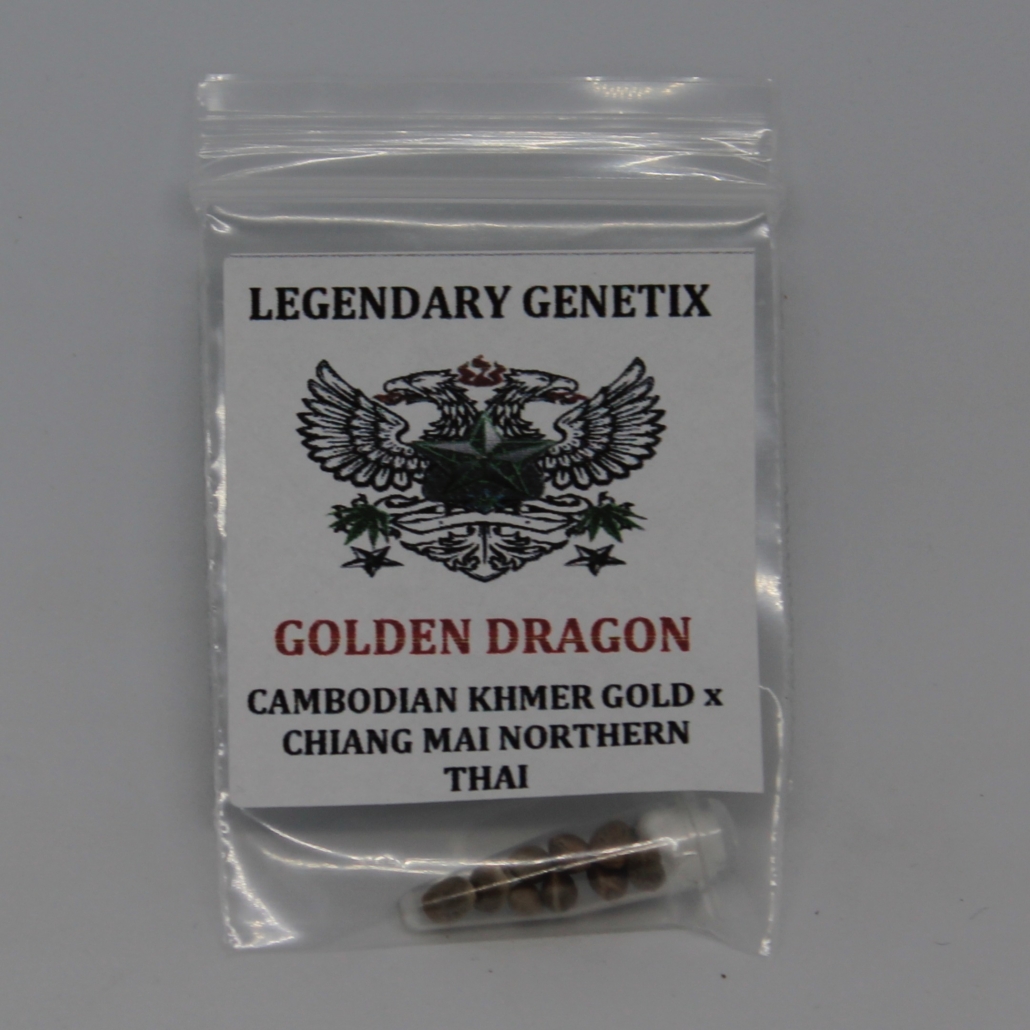 LEGENDARY GENETIX
GOLDEN DRAGON
CAMBODIAN KHMER GOLD x
CHIANG MAI NORTHERN
THAI